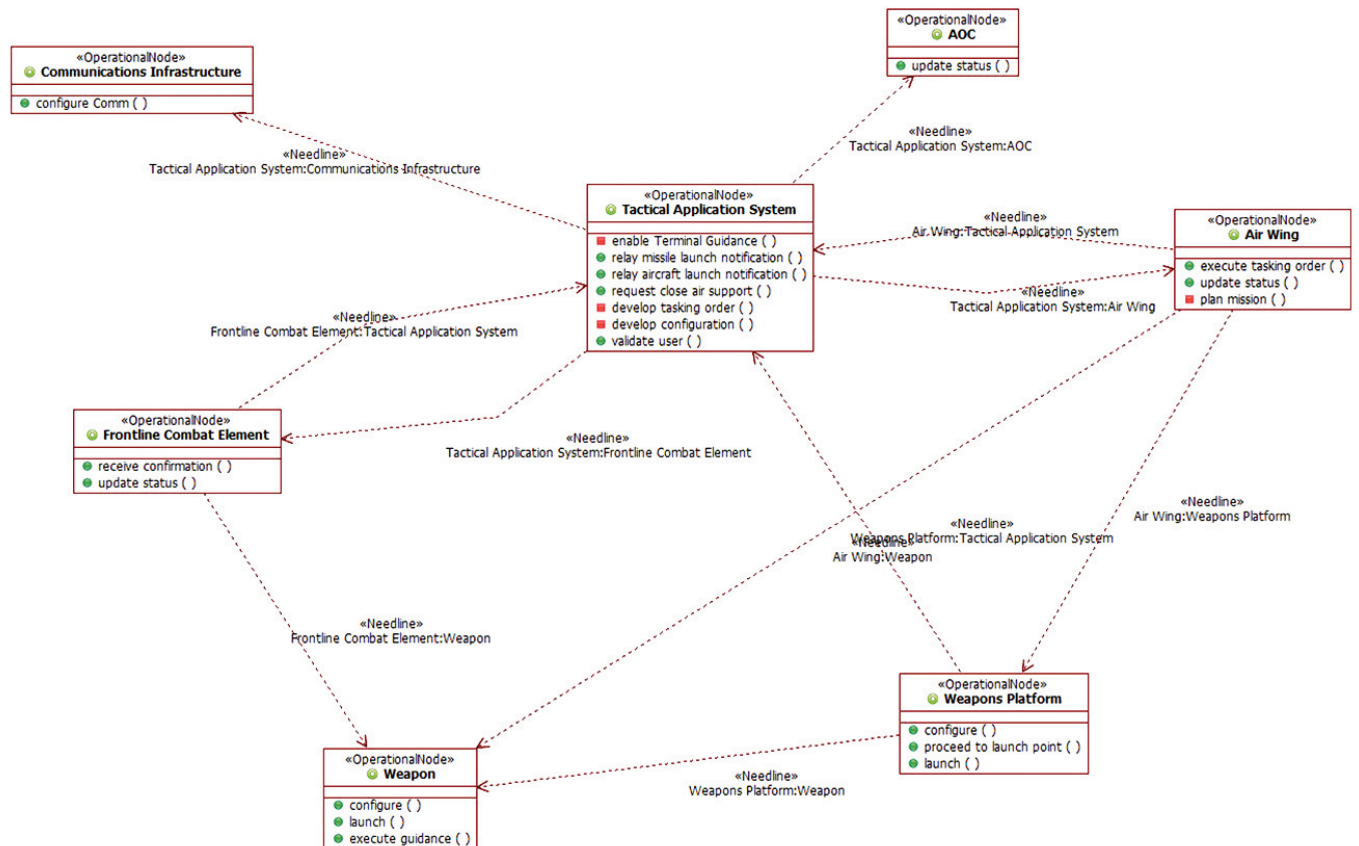 «OperationalNode»
AOC
update status ( )
«OperationalNode»
Communications Infrastructure
configure Comm ( )
«Needline»
Tactical Application System:AOC
«Needline»
Tactical Application System:Communications Infrastructure
«OperationalNode»
Tactical Application System
enable Terminal Guidance ( )
relay missile launch notification ( )
relay aircraft launch notification ( )
request close air support ( )
develop tasking order ( )
develop configuration ( )
validate user ( )
«Needline»
Air Wing:Tactical Application System
«OperationalNode»
Air Wing
execute tasking order ( )
update status ( )
plan mission ( )
«Needline»
Tactical Application System:Air Wing
«Needline»
Frontline Combat Element:Tactical Application System
«OperationalNode»
Frontline Combat Element
receive confirmation ( )
update status ( )
«Needline»
Tactical Application System:Frontline Combat Element
«Needline»
Air Wing:Weapons Platform
«Needline»
Weapons Platform:Tactical Application System
«Needline»
Air Wing:Weapon
«Needline»
Frontline Combat Element:Weapon
«OperationalNode»
Weapons Platform
configure ( )
proceed to launch point ( )
launch ( )
«OperationalNode»
Weapon
configure ( )
launch ( )
execute guidance ( )
«Needline»
Weapons Platform:Weapon